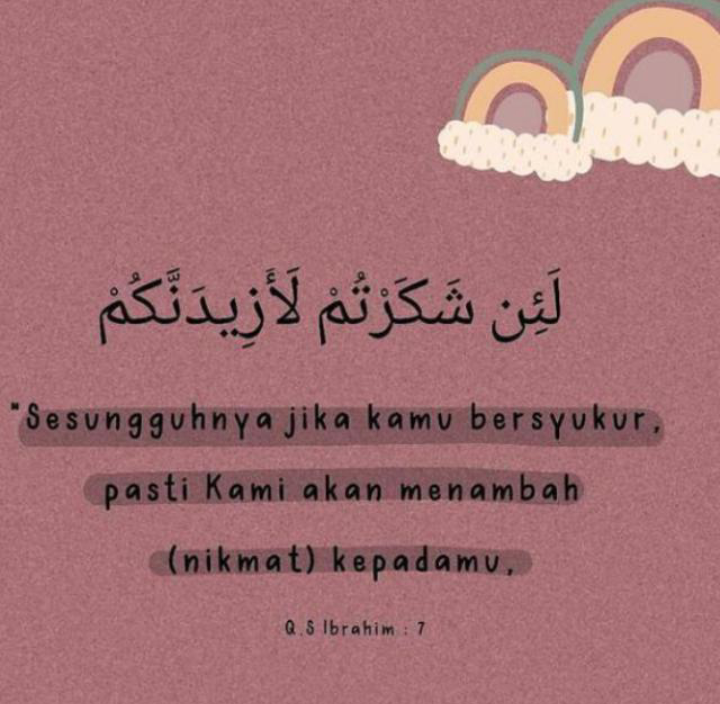 لَئِن شَكَرْتُمْ لَأَزِيدَنَّكُمْ
"Sesungguhnya jika kamu bersyukur,
pasti Kami akan menambah
(nikmat) kepadamu,
Q.S Ibrahim : 7